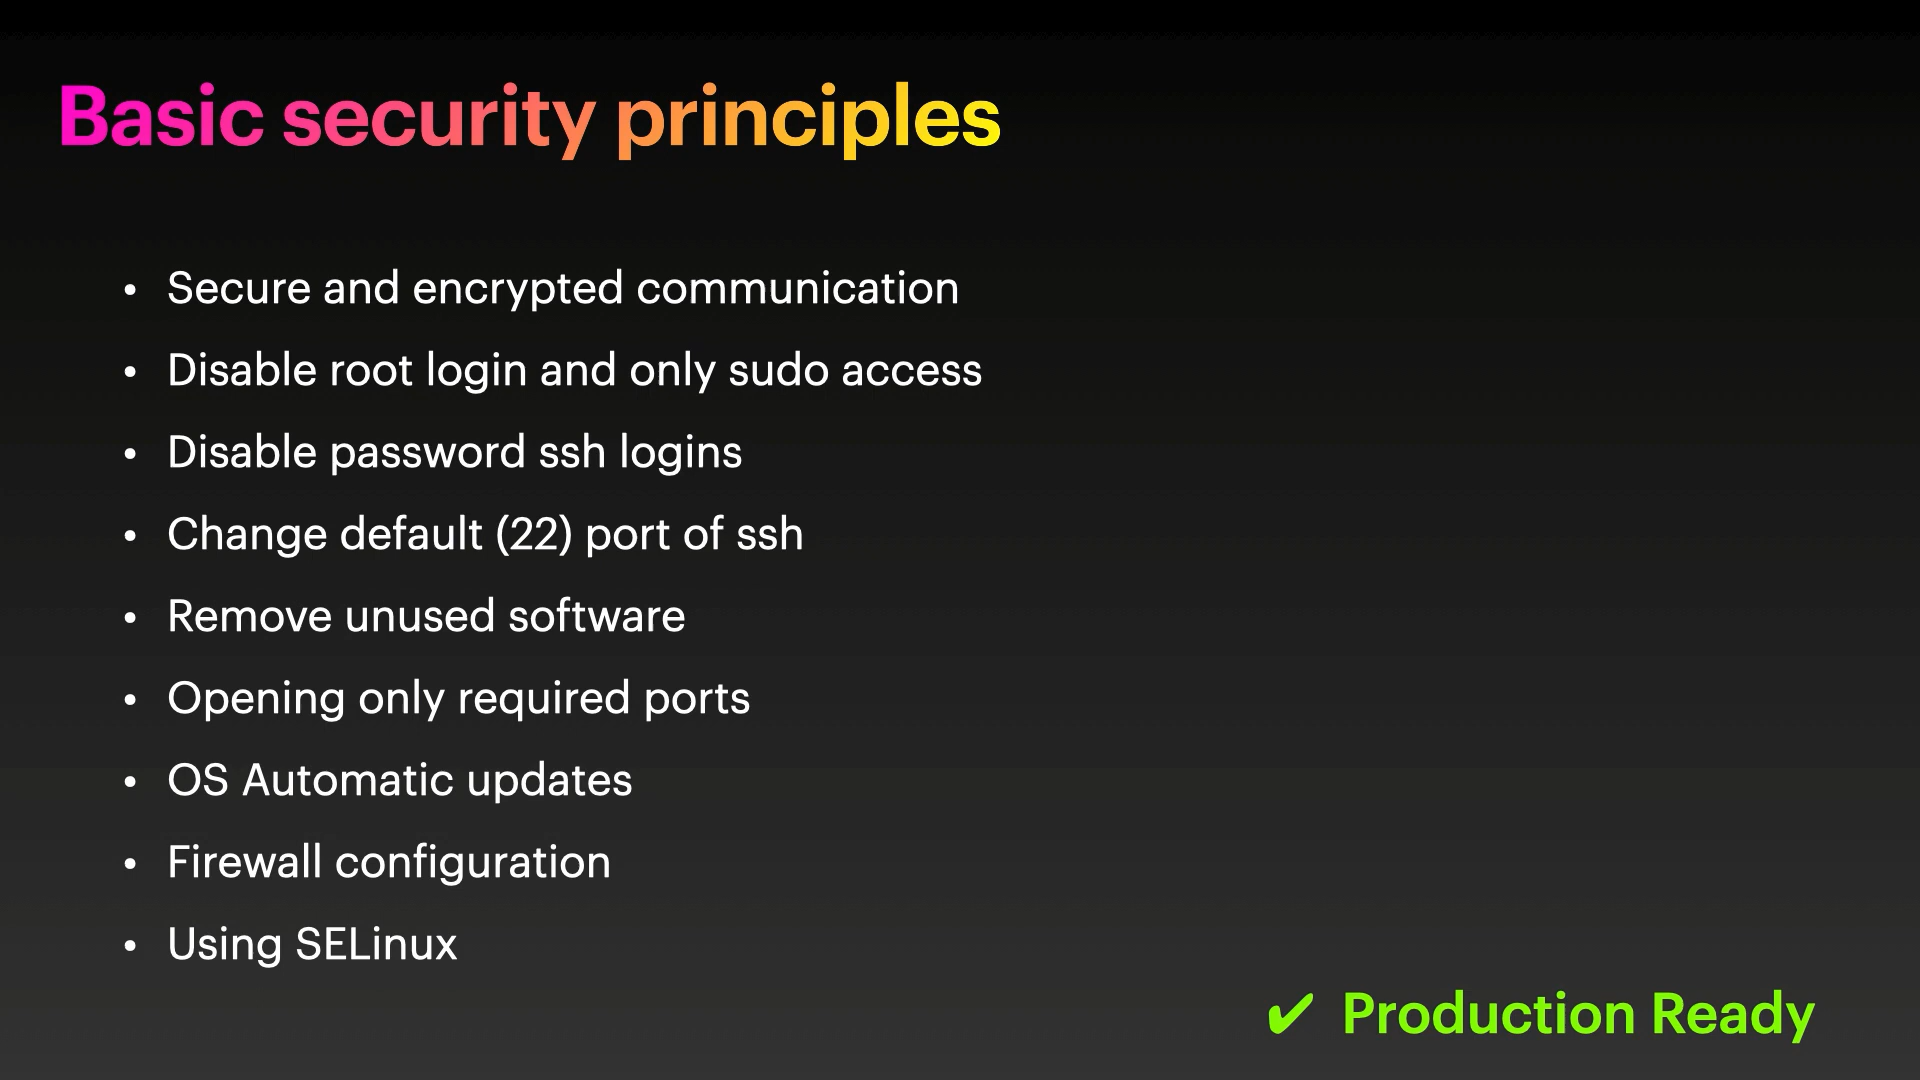 Basic security principles
• Secure and encrypted communication
• Disable root login and only sudo access
• Disable password ssh logins
• Change default (22) port of ssh
• Remove unused software
• Opening only required ports
• OS Automatic updates
• Firewall configuration
• Using SELinux
✔ Production Ready